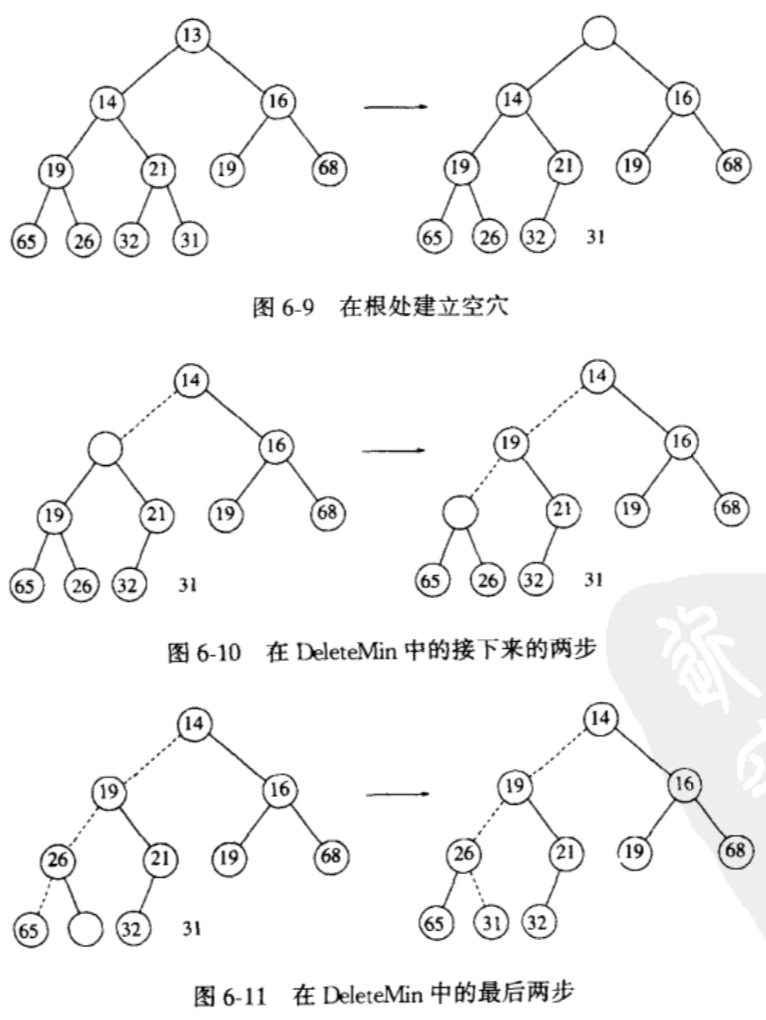 13
14 16 14 16
19 21 19 68 19 21 19 68
65 26 32 31 65 26 32 31
图 6-9 在根处建立空穴
14 14
16 19 16
19 21 19 68 21 19 68
65 26 32 31 65 26 32 31
图 6-10 在 DeleteMin 中的接下来的两步
14 14
19 16 19 16
26 21 19 68 26 21 19 68
65 32 31 65 31 32
图 6-11 在 DeleteMin 中的最后两步